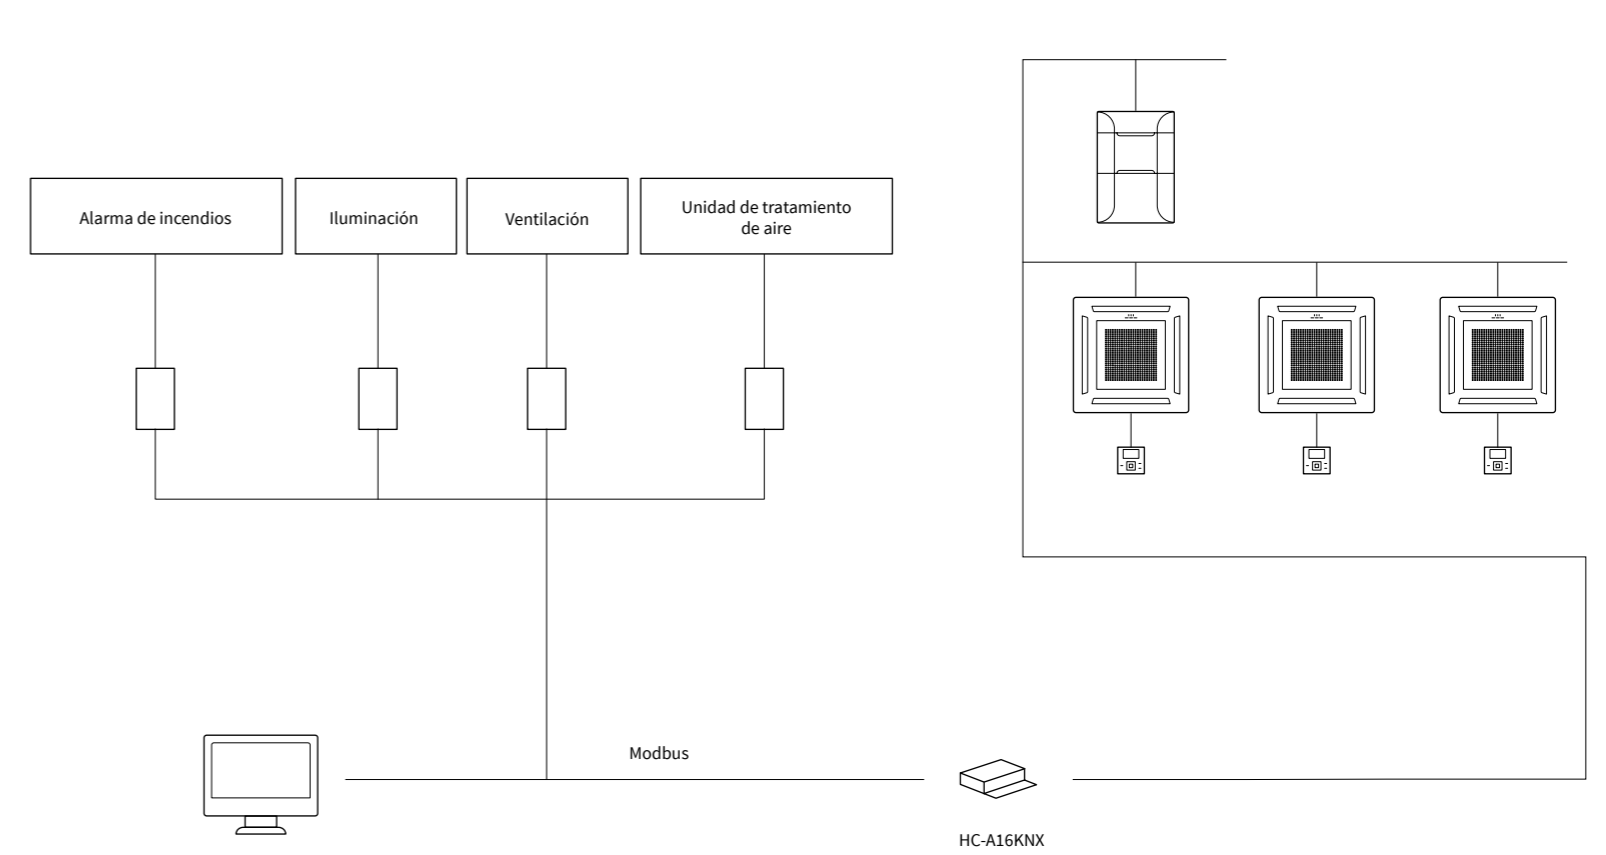 Alarma de incendios
Iluminación
Ventilación
Unidad de tratamiento
de aire
Modbus
HC-A16KNX